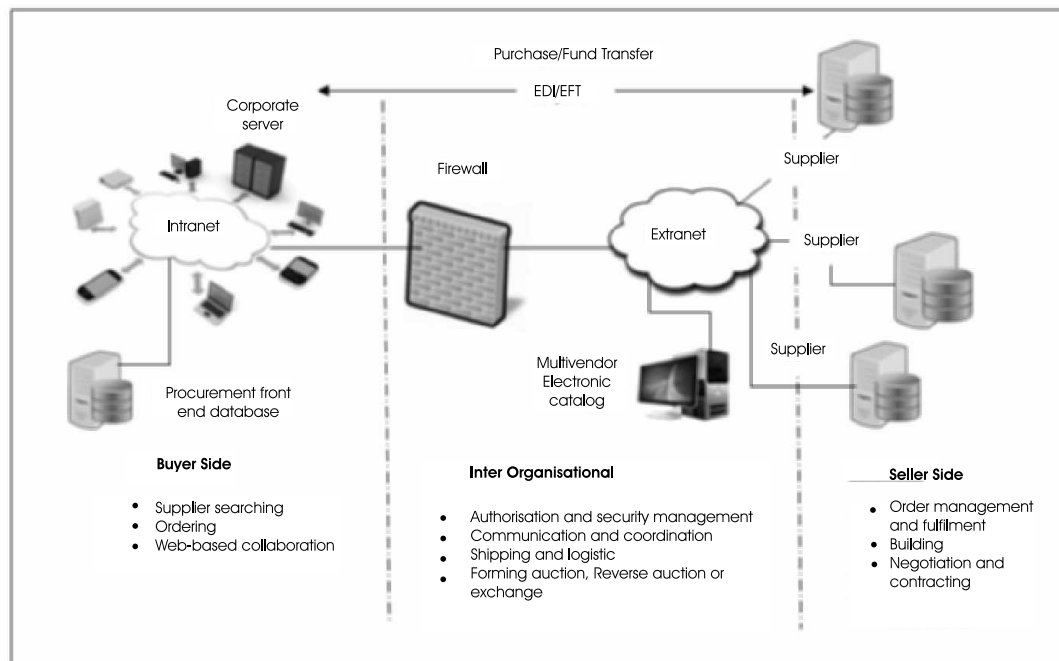 Purchase/Fund Transfer
EDI/EFT
Corporate
server
Firewall
Supplier
Intranet
Extranet
Supplier
Supplier
Multivendor
Electronic
catalog
Procurement front
end database
Buyer Side
• Supplier searching
• Ordering
• Web-based collaboration
Inter Organisational
• Authorisation and security management
• Communication and coordination
• Shipping and logistic
• Forming auction, Reverse auction or
exchange
Seller Side
• Order management
and fulfilment
• Building
• Negotiation and
contracting